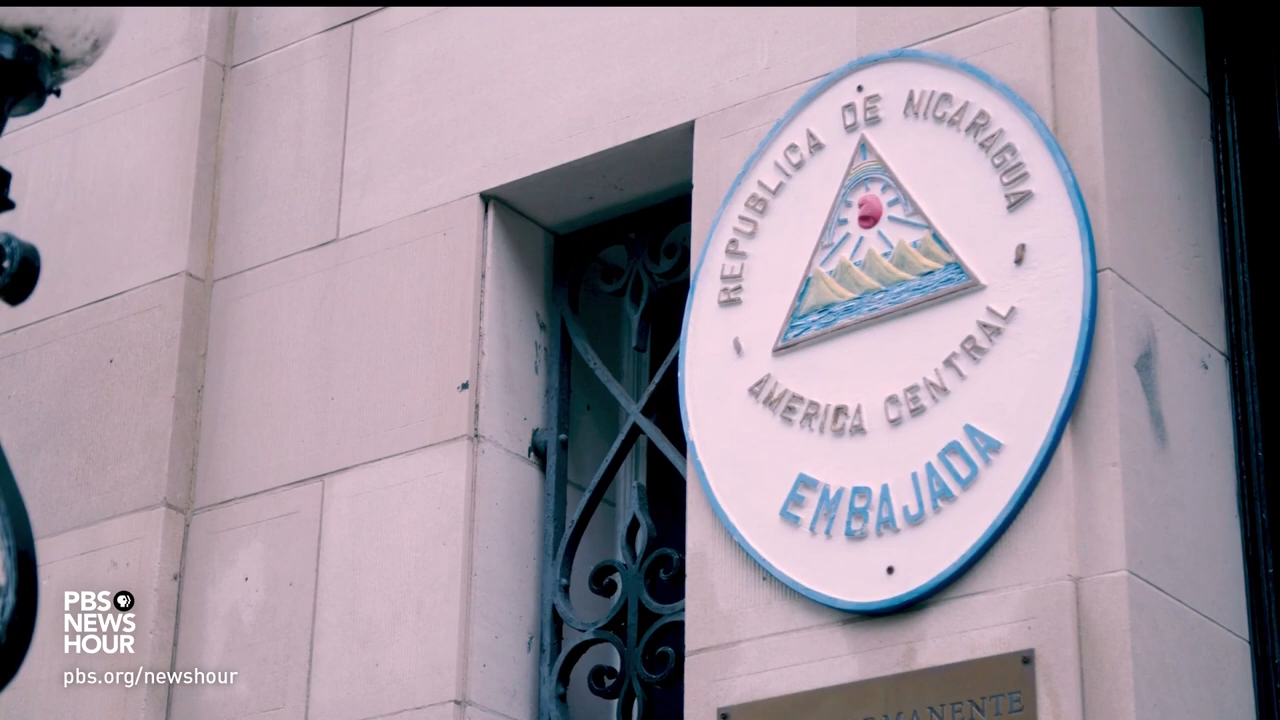 REPUBLICA DE NICARAGUA
AMERICA CENTRAL
EMBAJADA
PBS
NEWS
HOUR
pbs.org/newshour